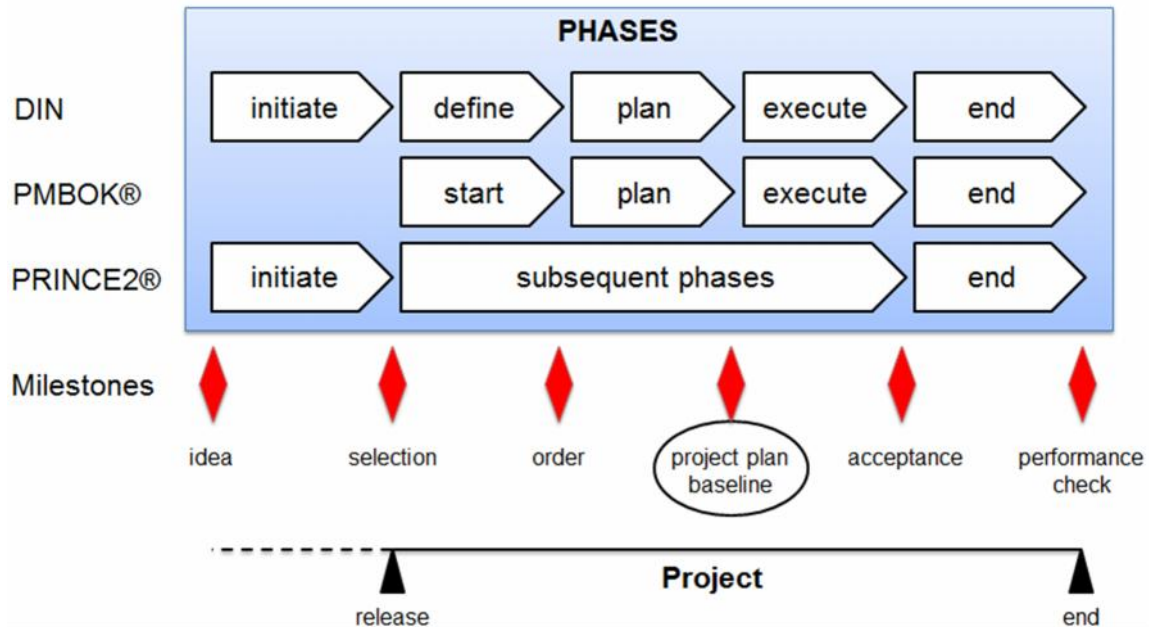 PHASES
DIN initiate define plan execute end
PMBOK® start plan execute end
PRINCE2® initiate subsequent phases end
Milestones
idea selection order project plan acceptance performance
baseline check
Project
release end